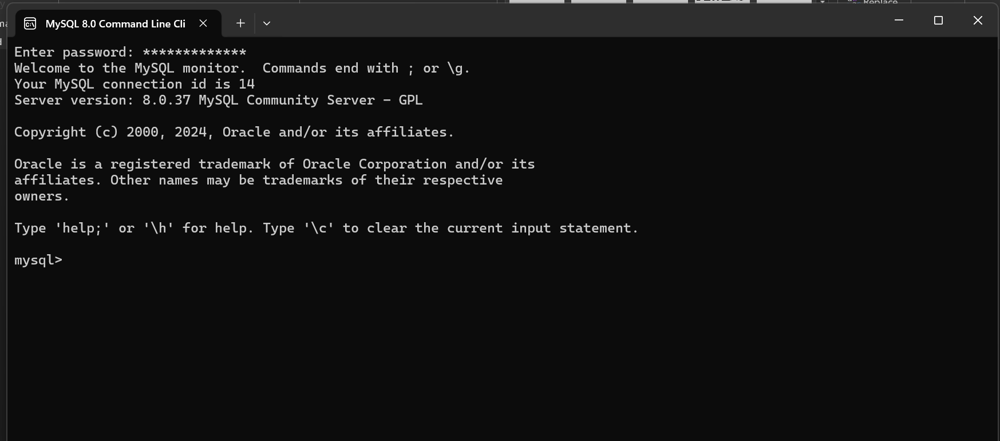 Replace
MySQL 8.0 Command Line Cli
Enter password: *************
Welcome to the MySQL monitor.  Commands end with ; or \g.
Your MySQL connection id is 14
Server version: 8.0.37 MySQL Community Server - GPL
Copyright (c) 2000, 2024, Oracle and/or its affiliates.
Oracle is a registered trademark of Oracle Corporation and/or its
affiliates. Other names may be trademarks of their respective
owners.
Type 'help;' or '\h' for help. Type '\c' to clear the current input statement.
mysql>